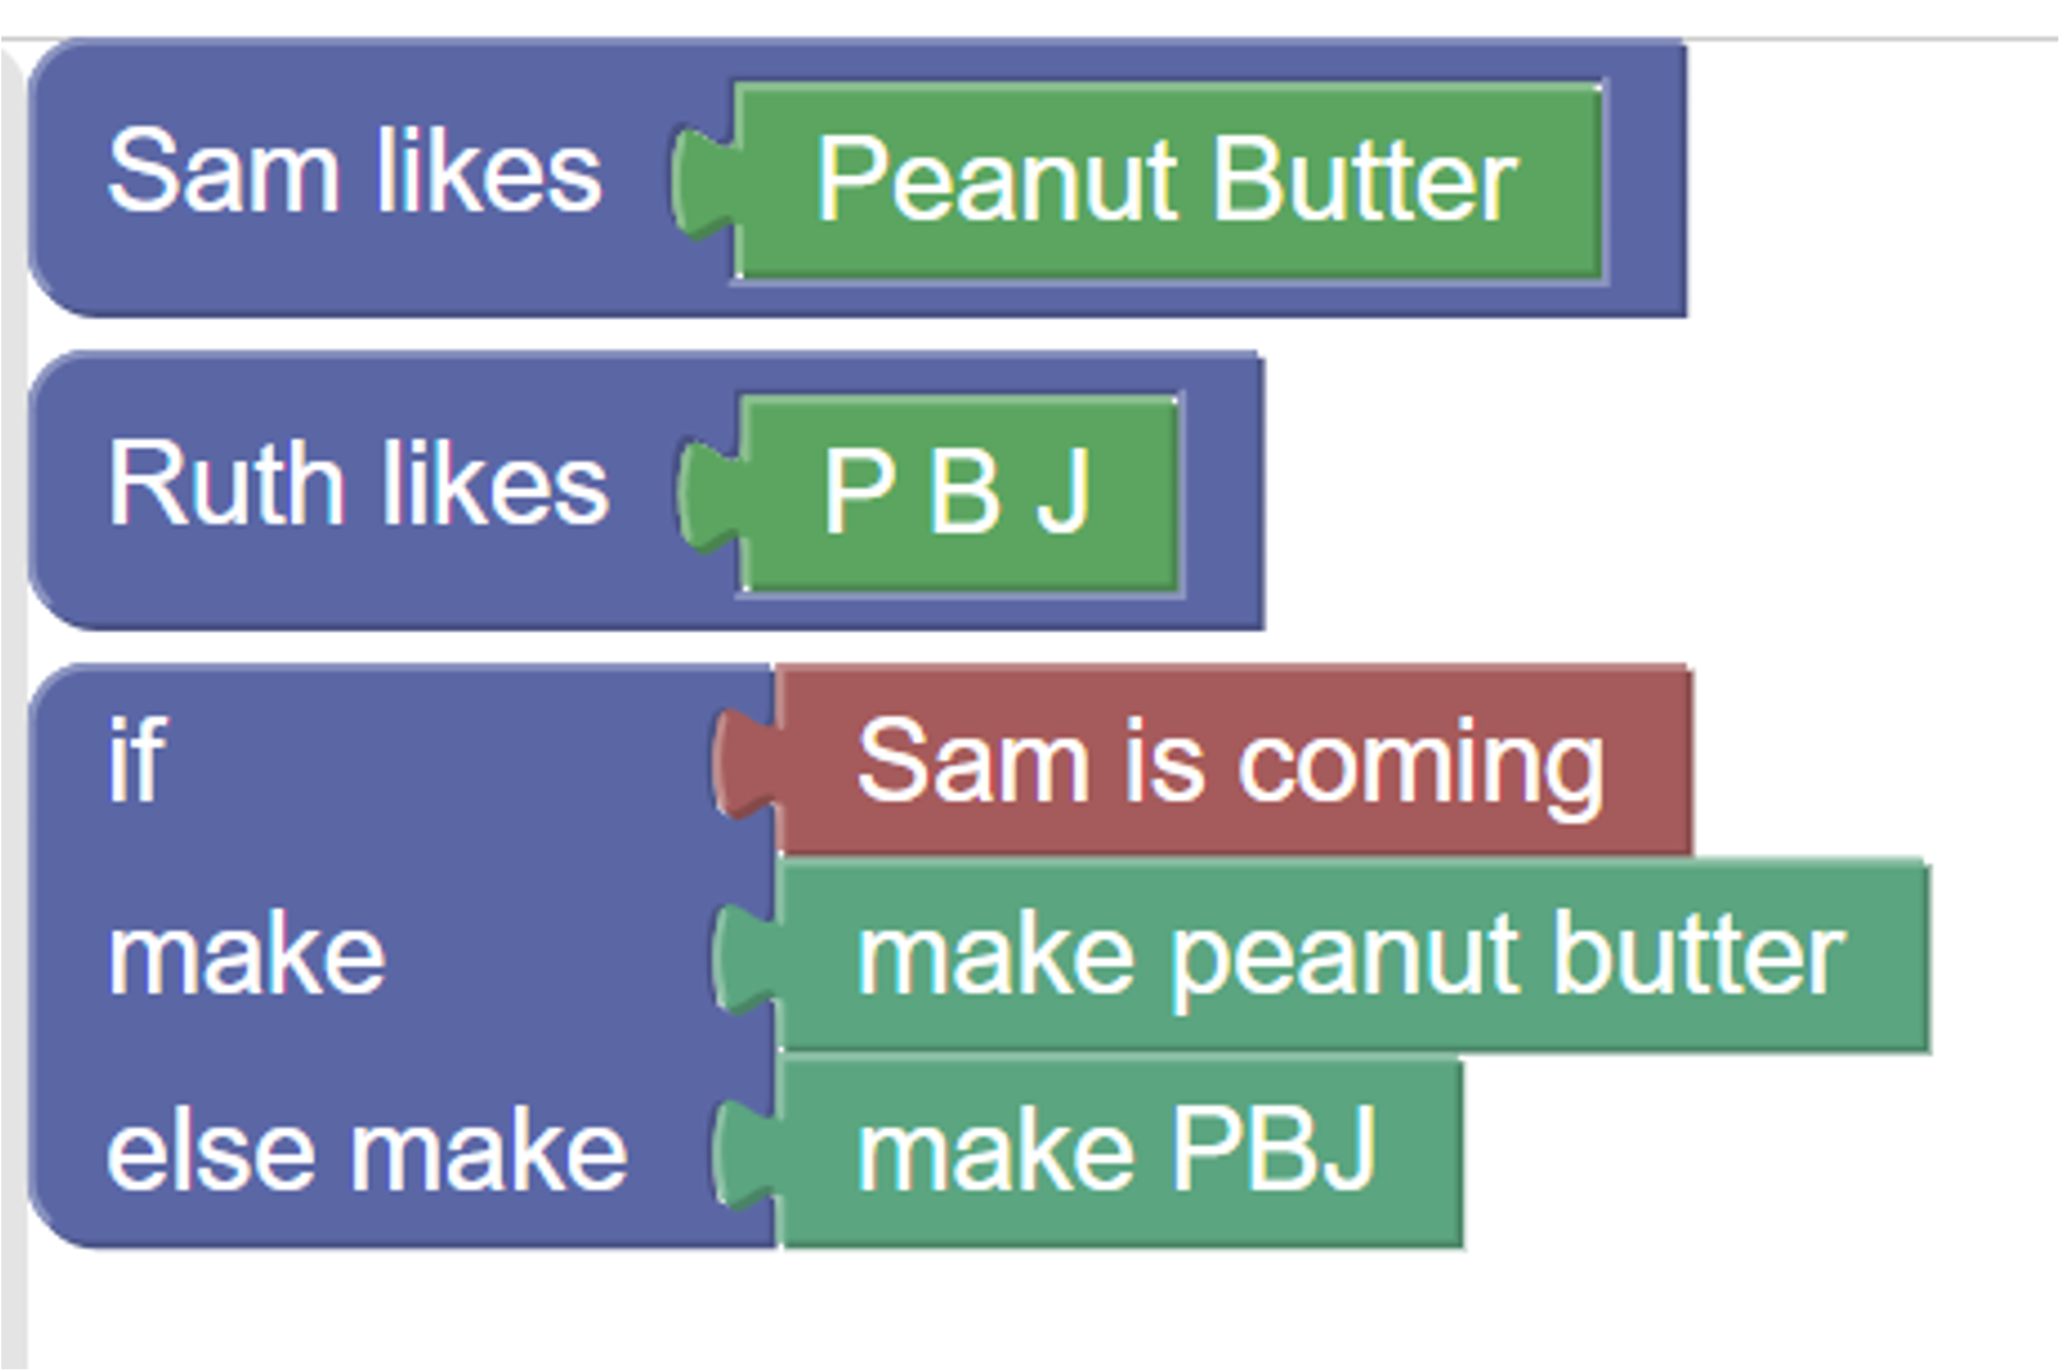 Sam likes Peanut Butter
Ruth likes P B J
if Sam is coming
make make peanut butter
else make make PBJ